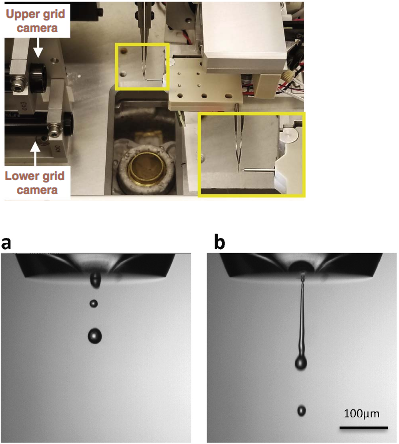 Upper grid
camera
Lower grid
camera
a
b
100µm